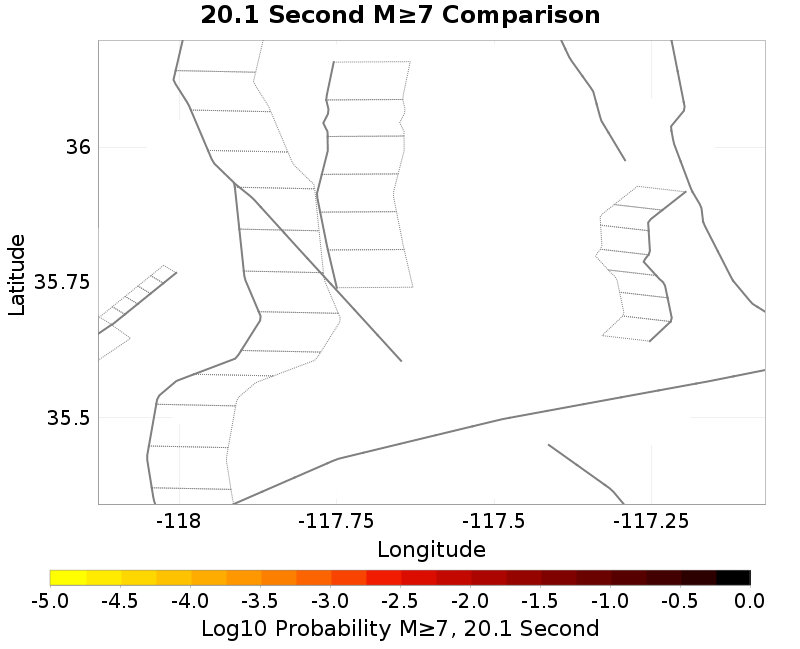 20.1 Second M≥7 Comparison
Latitude
36
35.75
35.5
-118 -117.75 -117.5 -117.25
Longitude
-5.0 -4.5 -4.0 -3.5 -3.0 -2.5 -2.0 -1.5 -1.0 -0.5 0.0
Log10 Probability M≥7, 20.1 Second